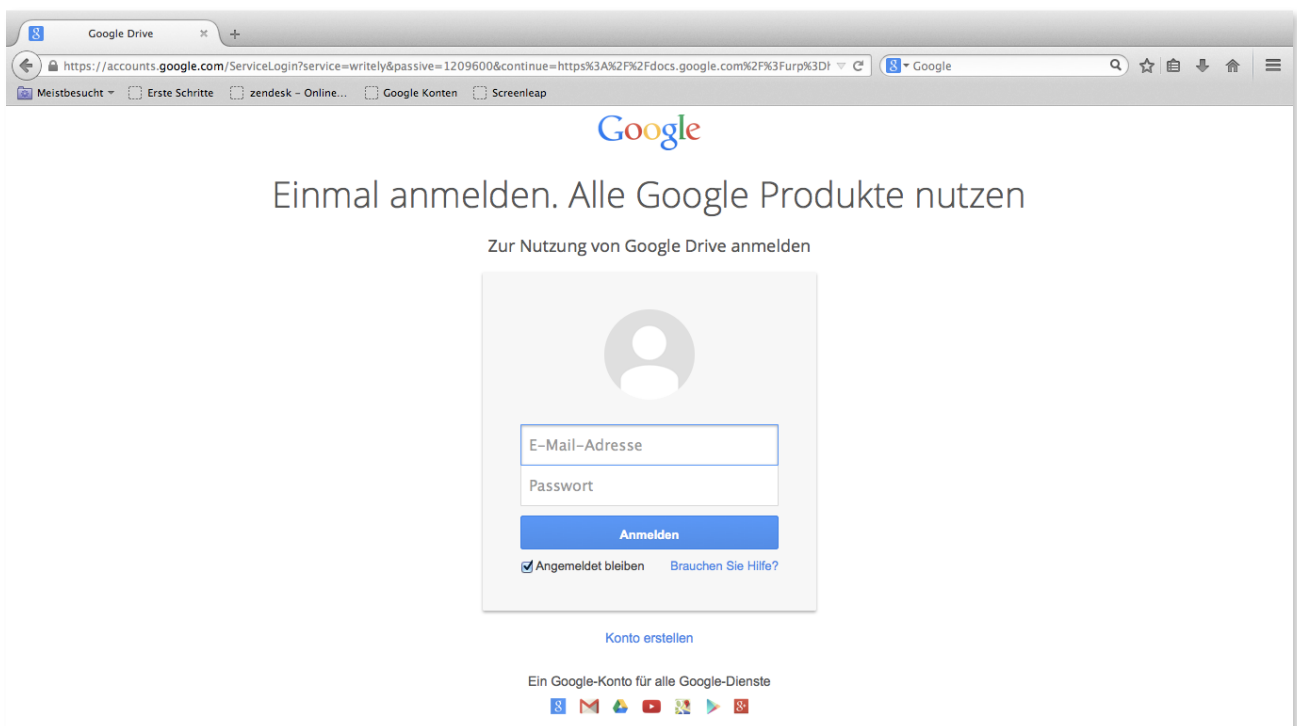 Google Drive
https://accounts.google.com/ServiceLogin?service=writely&passive=1209600&continue=https%3A%2F%2Fdocs.google.com%2F%3Furp%3Dh
Google
Meistbesucht Erste Schritte zendesk – Online... Google Konten Screenleap
Google
Einmal anmelden. Alle Google Produkte nutzen
Zur Nutzung von Google Drive anmelden
E-Mail-Adresse
Passwort
Anmelden
Angemeldet bleiben Brauchen Sie Hilfe?
Konto erstellen
Ein Google-Konto für alle Google-Dienste